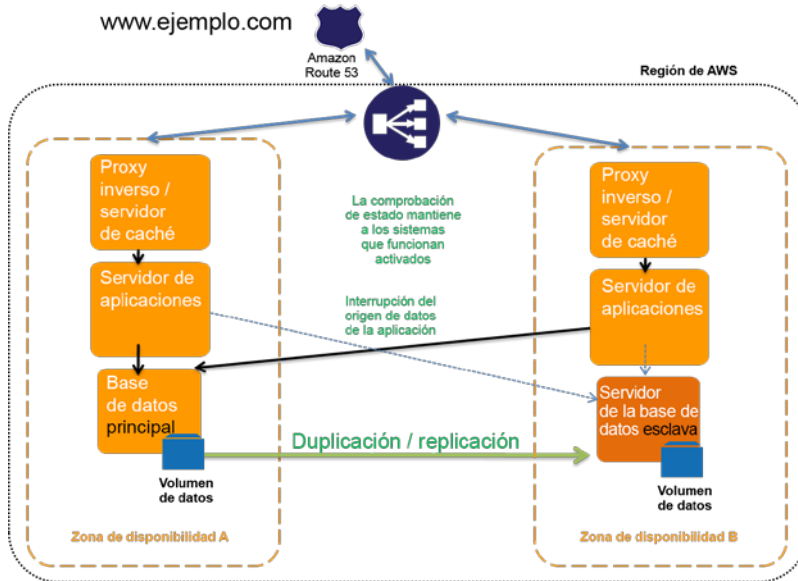 www.ejemplo.com
Amazon
Route 53
Región de AWS
Proxy
inverso /
servidor
de caché
Servidor de
aplicaciones
Base
de datos
principal
Volumen
de datos
Zona de disponibilidad A
La comprobación
de estado mantiene
a los sistemas
que funcionan
activados
Interrupción del
origen de datos
de la aplicación
Duplicación / replicación
Proxy
inverso /
servidor
de caché
Servidor de
aplicaciones
Servidor
de la base de
datos esclava
Volumen
de datos
Zona de disponibilidad B